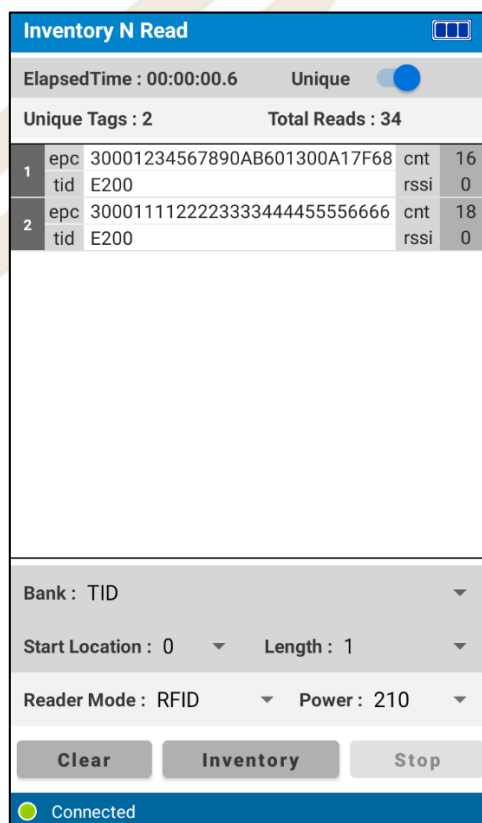 Inventory N Read
ElapsedTime : 00:00:00.6 Unique
Unique Tags : 2 Total Reads : 34
1 epc 30001234567890AB601300A17F68 cnt 16
tid E200 rssi 0
2 epc 3000111122223333444455556666 cnt 18
tid E200 rssi 0
Bank : TID
Start Location : 0 Length : 1
Reader Mode : RFID Power : 210
Clear Inventory Stop
Connected